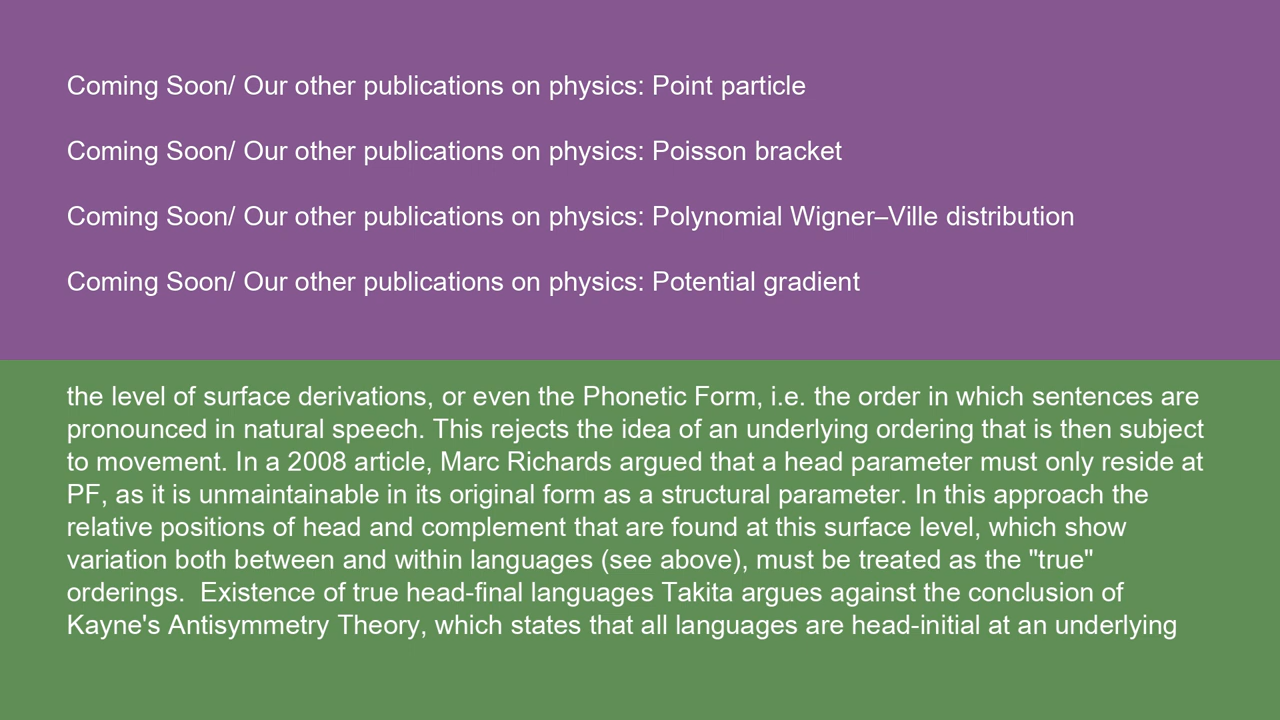 Coming Soon/ Our other publications on physics: Point particle
Coming Soon/ Our other publications on physics: Poisson bracket
Coming Soon/ Our other publications on physics: Polynomial Wigner–Ville distribution
Coming Soon/ Our other publications on physics: Potential gradient
the level of surface derivations, or even the Phonetic Form, i.e. the order in which sentences are
pronounced in natural speech. This rejects the idea of an underlying ordering that is then subject
to movement. In a 2008 article, Marc Richards argued that a head parameter must only reside at
PF, as it is unmaintainable in its original form as a structural parameter. In this approach the
relative positions of head and complement that are found at this surface level, which show
variation both between and within languages (see above), must be treated as the "true"
orderings.  Existence of true head-final languages Takita argues against the conclusion of
Kayne's Antisymmetry Theory, which states that all languages are head-initial at an underlying